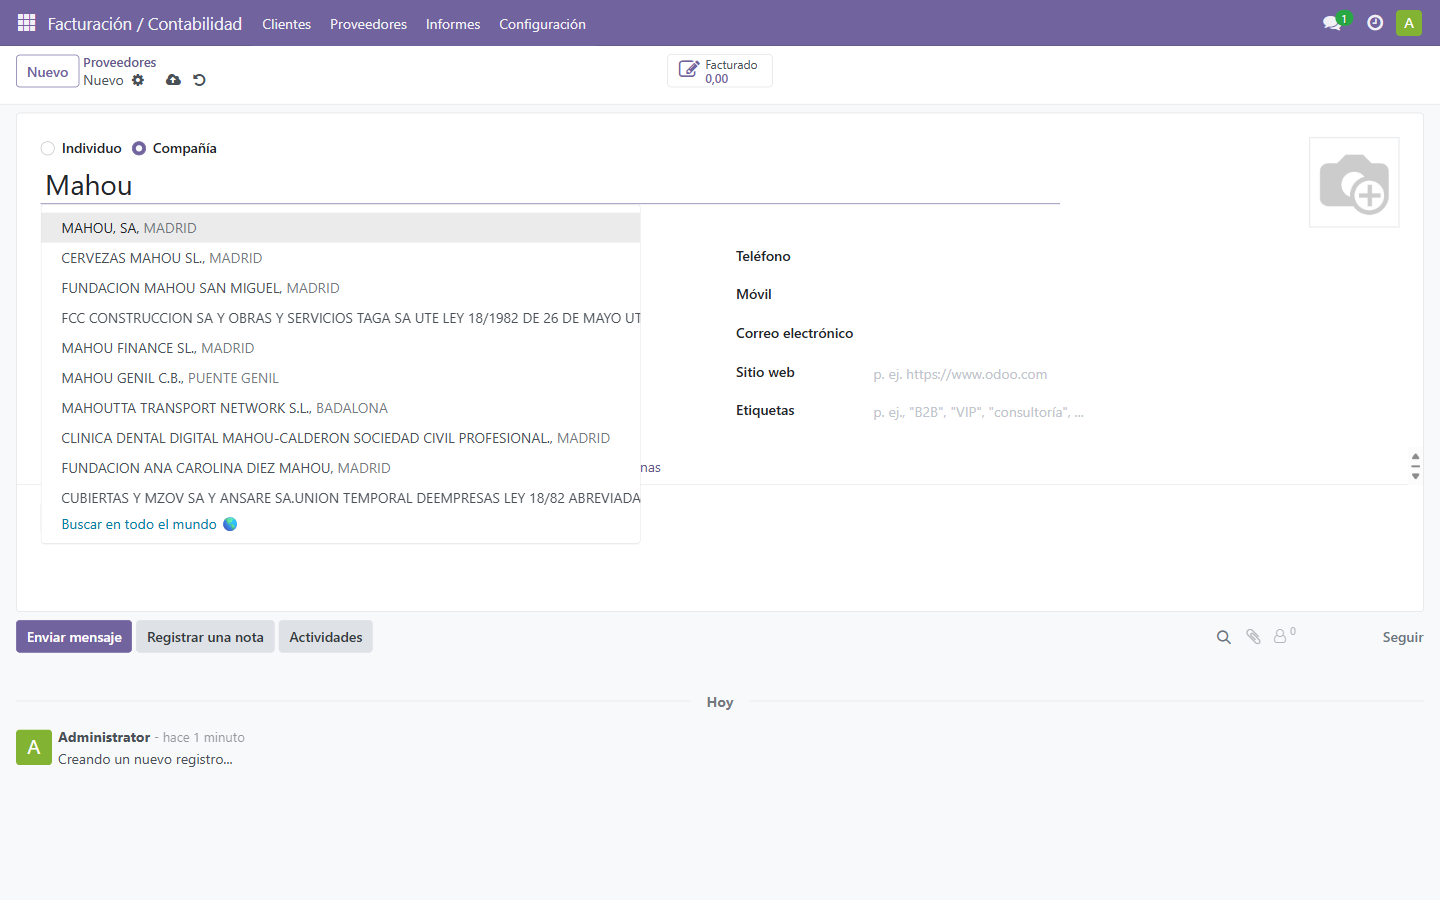 Facturación / Contabilidad Clientes Proveedores Informes Configuración 1 A
Nuevo Proveedores
Nuevo
Facturado
0,00
Individuo Compañía
Mahou
MAHOU, SA, MADRID
CERVEZAS MAHOU SL., MADRID
FUNDACION MAHOU SAN MIGUEL, MADRID
FCC CONSTRUCCION SA Y OBRAS Y SERVICIOS TAGA SA UTE LEY 18/1982 DE 26 DE MAYO UT
MAHOU FINANCE SL., MADRID
MAHOU GENIL C.B., PUENTE GENIL
MAHOUTTA TRANSPORT NETWORK S.L., BADALONA
CLINICA DENTAL DIGITAL MAHOU-CALDERON SOCIEDAD CIVIL PROFESIONAL., MADRID
FUNDACION ANA CAROLINA DIEZ MAHOU, MADRID
CUBIERTAS Y MZOV SA Y ANSARE SA.UNION TEMPORAL DEEMPRESAS LEY 18/82 ABREVIADA
Buscar en todo el mundo
Teléfono
Móvil
Correo electrónico
Sitio web p. ej. https://www.odoo.com
Etiquetas p. ej., "B2B", "VIP", "consultoría", ...
nas
Enviar mensaje Registrar una nota Actividades 0 Seguir
Hoy
A Administrator - hace 1 minuto
Creando un nuevo registro...